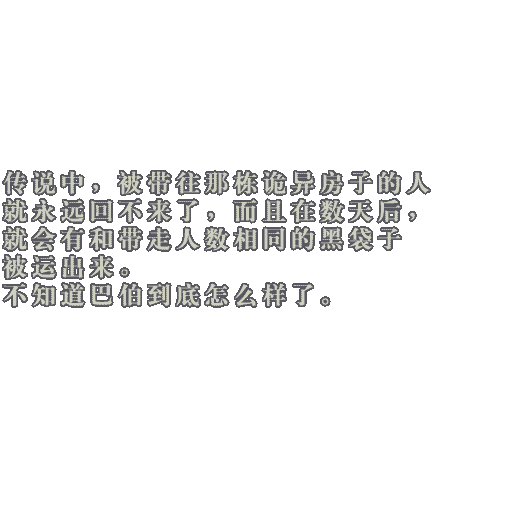 传说中，被带往那栋诡异房子的人
就永远回不来了，而且在数天后，
就会有和带走人数相同的黑袋子
被运出来。
不知道巴伯到底怎么样了。